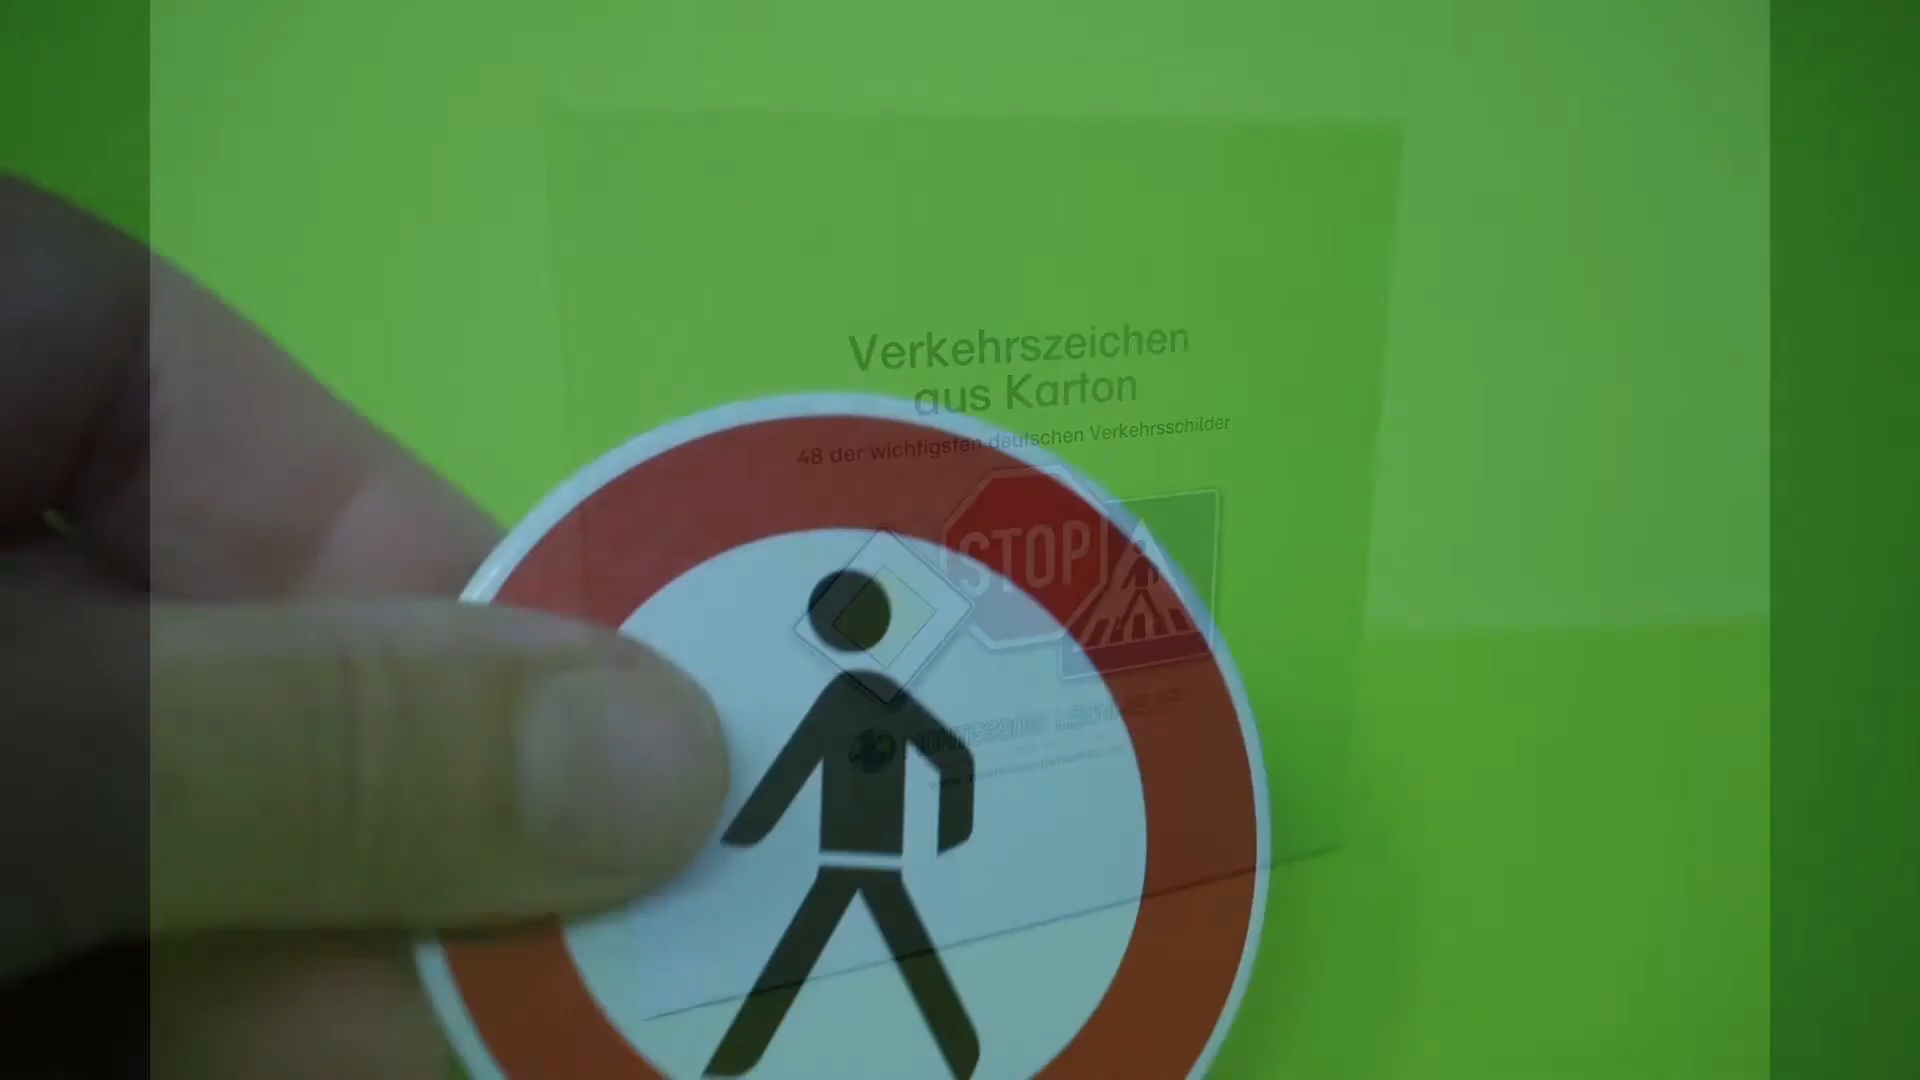 Verkehrszeichen
aus Karton
48 der wichtigsten deutschen Verkehrsschilder
STOP